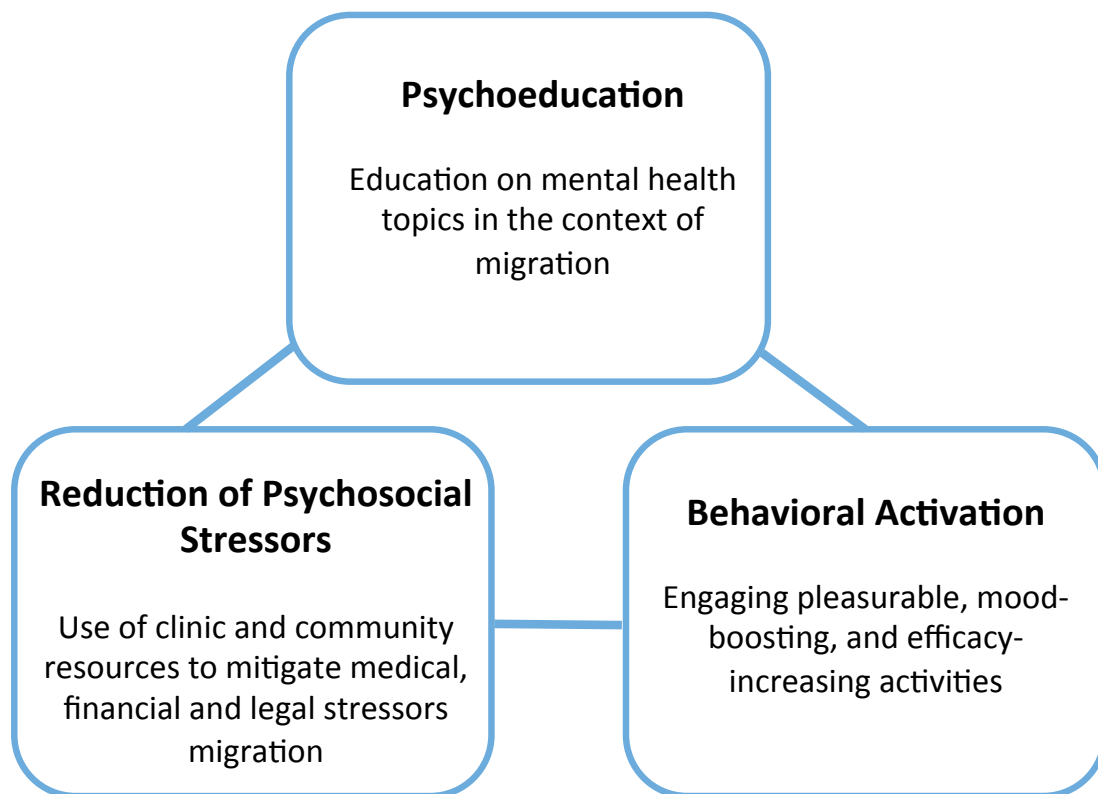 Psychoeducation
Education on mental health
topics in the context of
migration
Reduction of Psychosocial
Stressors
Use of clinic and community
resources to mitigate medical,
financial and legal stressors
migration
Behavioral Activation
Engaging pleasurable, mood-
boosting, and efficacy-
increasing activities